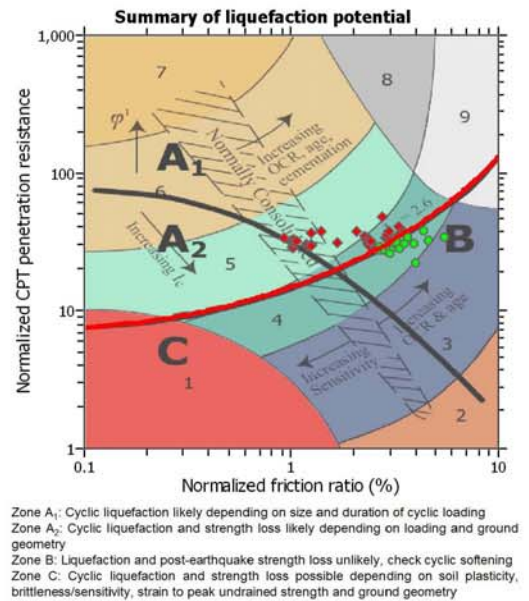 Summary of liquefaction potential
1,000
7
8
9
φ'
Increasing
OCR, age,
cementation
Normally Consolidated
100
A1
6
A2
Increasing Ic
5
2.6
B
10
4
Increasing
OCR & age
C
Increasing
Sensitivity
3
1
2
1
0.1
1
10
Normalized CPT penetration resistance
Normalized friction ratio (%)
Zone A1: Cyclic liquefaction likely depending on size and duration of cyclic loading
Zone A2: Cyclic liquefaction and strength loss likely depending on loading and ground
geometry
Zone B: Liquefaction and post-earthquake strength loss unlikely, check cyclic softening
Zone C: Cyclic liquefaction and strength loss possible depending on soil plasticity,
brittleness/sensitivity, strain to peak undrained strength and ground geometry